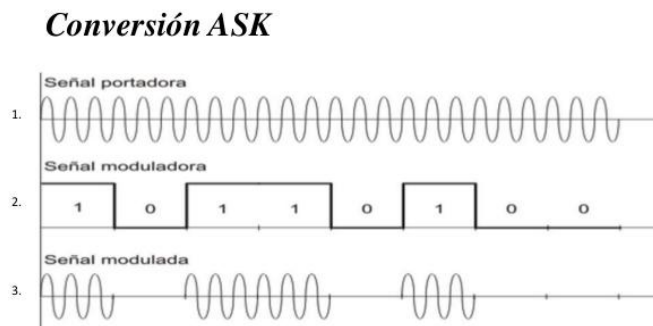 Conversión ASK
Señal portadora
1.
Señal moduladora
2.
1 0 1 1 0 1 0 0
Señal modulada
3.